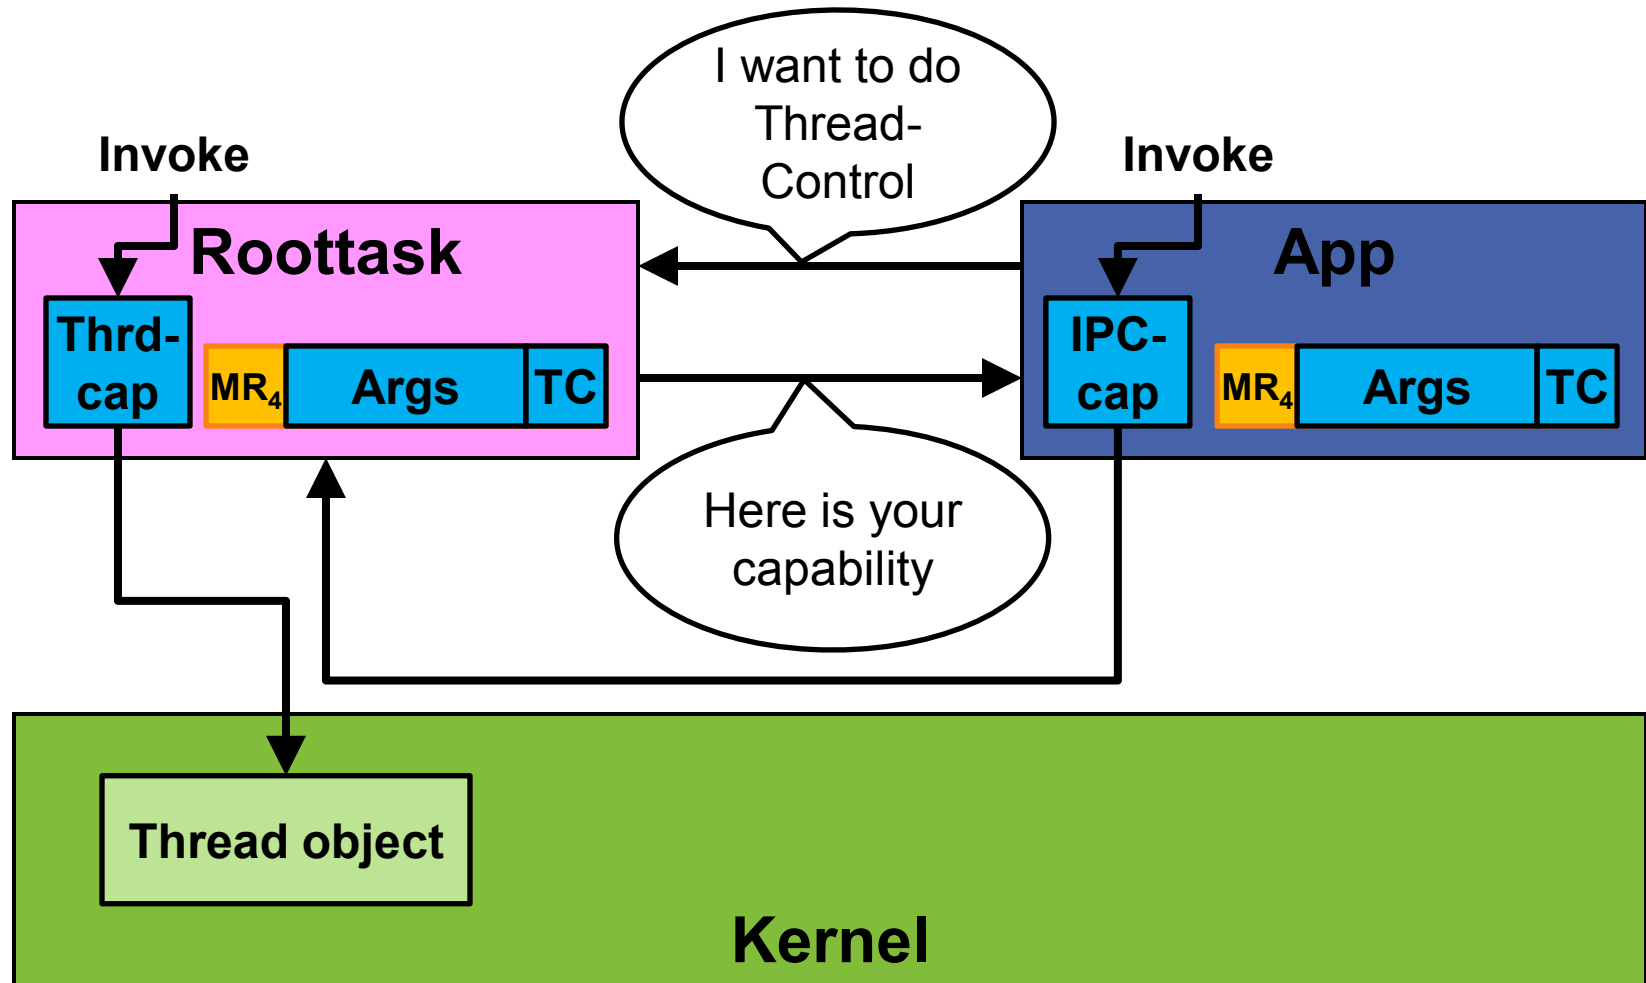 I want to do
Thread-
Control
Invoke
Invoke
Roottask
App
Thrd-
cap
MR4
Args
TC
IPC-
cap
MR4
Args
TC
Here is your
capability
Thread object
Kernel